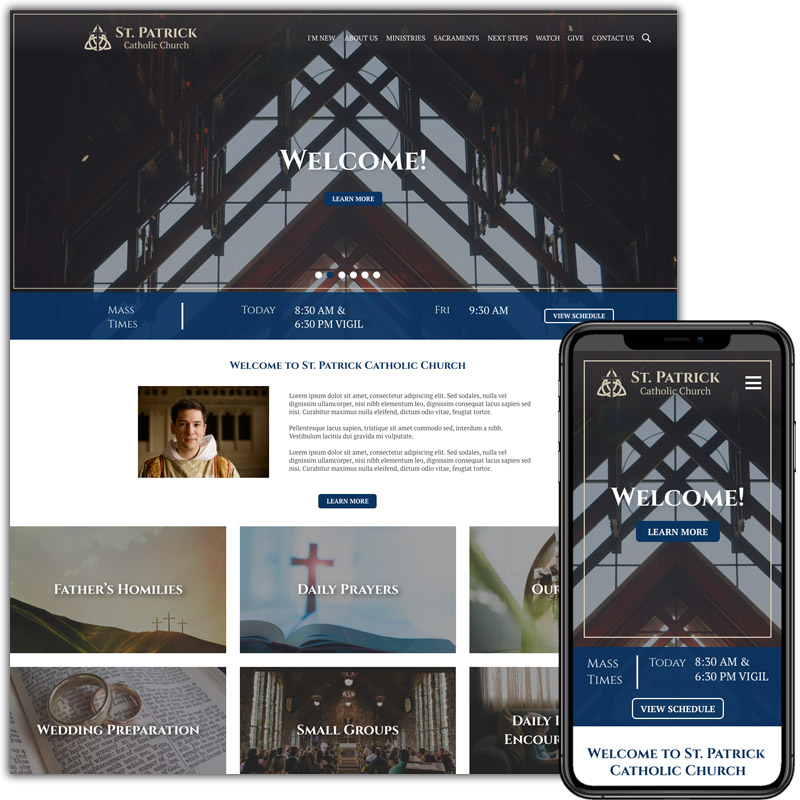 St. Patrick
Catholic Church
I'M NEW ABOUT US MINISTRIES SACRAMENTS NEXT STEPS WATCH GIVE CONTACT US
Welcome!
LEARN MORE
Mass
Times
Today
8:30 AM &
6:30 PM VIGIL
Fri
9:30 AM
VIEW SCHEDULE
Welcome to St. Patrick Catholic Church
Lorem ipsum dolor sit amet, consectetur adipiscing elit. Sed sodales, nulla vel
dignissim ullamcorper, nisi nibh elementum leo, dignissim consequat lacus sapien sed
nisi. Curabitur maximus nulla eleifend, dictum odio vitae, feugiat tortor.
Pellentesque lacus sapien, tristique sit amet commodo sed, interdum a nibh.
Vestibulum lacinia dui gravida mi vulputate.
Lorem ipsum dolor sit amet, consectetur adipiscing elit. Sed sodales, nulla vel
dignissim ullamcorper, nisi nibh elementum leo, dignissim consequat lacus sapien sed
nisi. Curabitur maximus nulla eleifend, dictum odio vitae, feugiat tortor.
LEARN MORE
Father's Homilies
Daily Prayers
Our
Wedding Preparation
Small Groups
Daily
Encour
St. Patrick
Catholic Church
Welcome!
LEARN MORE
Mass
Times
Today
8:30 AM &
6:30 PM VIGIL
VIEW SCHEDULE
Welcome to St. Patrick
Catholic Church